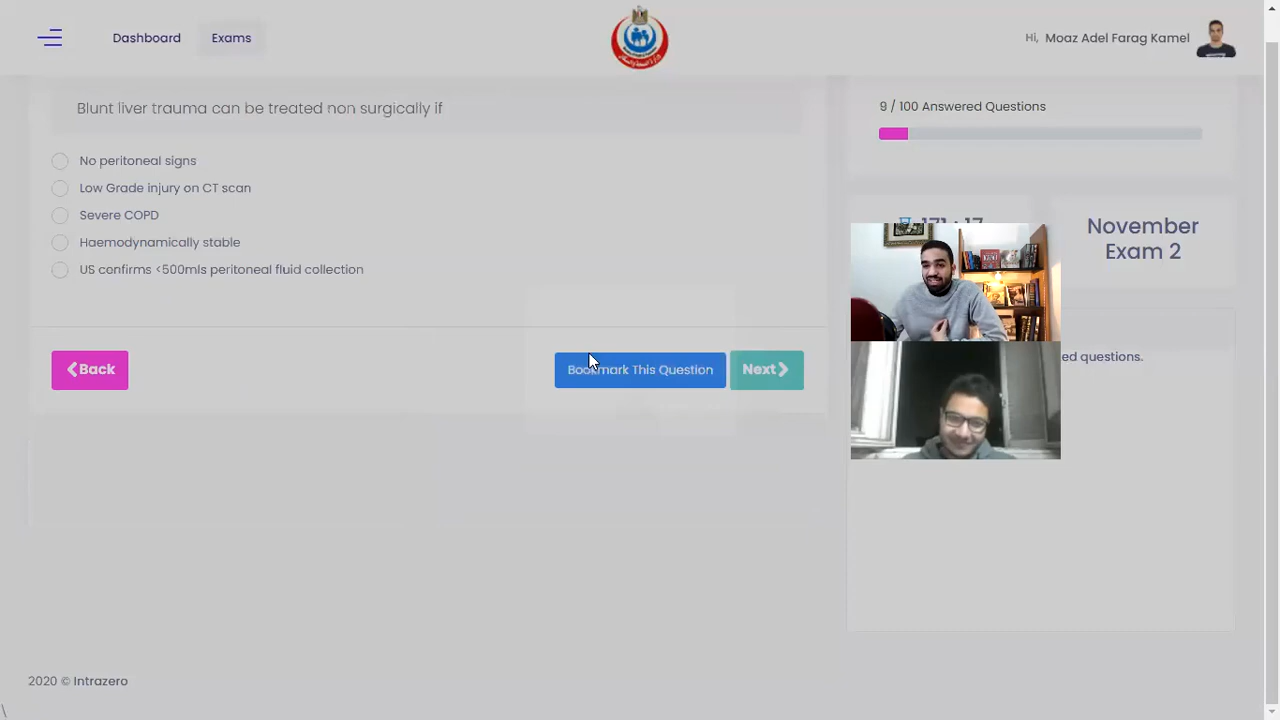 Dashboard
Exams
Hi, Moaz Adel Farag Kamel
Blunt liver trauma can be treated non surgically if
No peritoneal signs
Low Grade injury on CT scan
Severe COPD
Haemodynamically stable
US confirms <500mls peritoneal fluid collection
Back
Bookmark This Question
Next
9 / 100 Answered Questions
November
Exam 2
ed questions.
2020 © Intrazero
\